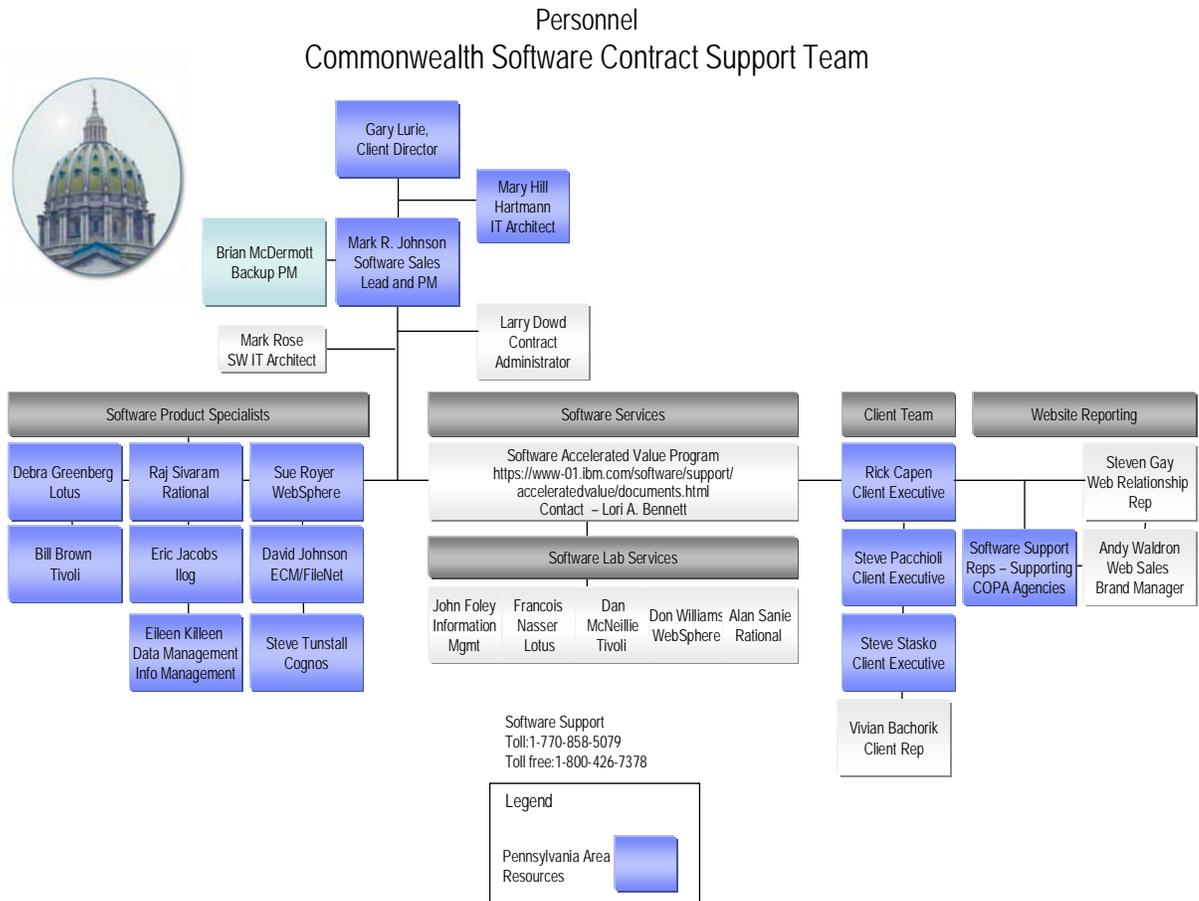 Personnel
Commonwealth Software Contract Support Team
Gary Lurie,
Client Director
Mary Hill
Hartmann
IT Architect
Brian McDermott
Backup PM
Mark R. Johnson
Software Sales
Lead and PM
Mark Rose
SW IT Architect
Larry Dowd
Contract
Administrator
Software Product Specialists
Debra Greenberg
Lotus
Raj Sivaram
Rational
Sue Royer
WebSphere
Bill Brown
Tivoli
Eric Jacobs
Ilog
David Johnson
ECM/FileNet
Eileen Killeen
Data Management
Info Management
Steve Tunstall
Cognos
Software Services
Software Accelerated Value Program
https://www-01.ibm.com/software/support/
acceleratedvalue/documents.html
Contact – Lori A. Bennett
Software Lab Services
John Foley
Information
Mgmt
Francois
Nasser
Lotus
Dan
McNeillie
Tivoli
Don Williams
WebSphere
Alan Sanie
Rational
Client Team
Rick Capen
Client Executive
Steve Pacchioli
Client Executive
Steve Stasko
Client Executive
Vivian Bachorik
Client Rep
Website Reporting
Steven Gay
Web Relationship
Rep
Software Support
Reps – Supporting
COPA Agencies
Andy Waldron
Web Sales
Brand Manager
Software Support
Toll:1-770-858-5079
Toll free:1-800-426-7378
Legend
Pennsylvania Area
Resources